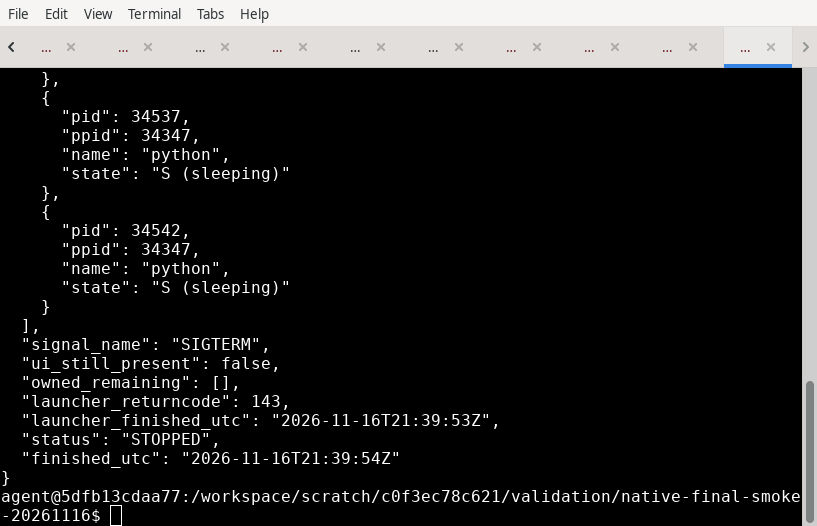 File Edit View Terminal Tabs Help
... ... ... ... ... ... ... ... ... ...
    },
    {
      "pid": 34537,
      "ppid": 34347,
      "name": "python",
      "state": "S (sleeping)"
    },
    {
      "pid": 34542,
      "ppid": 34347,
      "name": "python",
      "state": "S (sleeping)"
    }
  ],
  "signal_name": "SIGTERM",
  "ui_still_present": false,
  "owned_remaining": [],
  "launcher_returncode": 143,
  "launcher_finished_utc": "2026-11-16T21:39:53Z",
  "status": "STOPPED",
  "finished_utc": "2026-11-16T21:39:54Z"
}
agent@5dfb13cdaa77:/workspace/scratch/c0f3ec78c621/validation/native-final-smoke
-20261116$